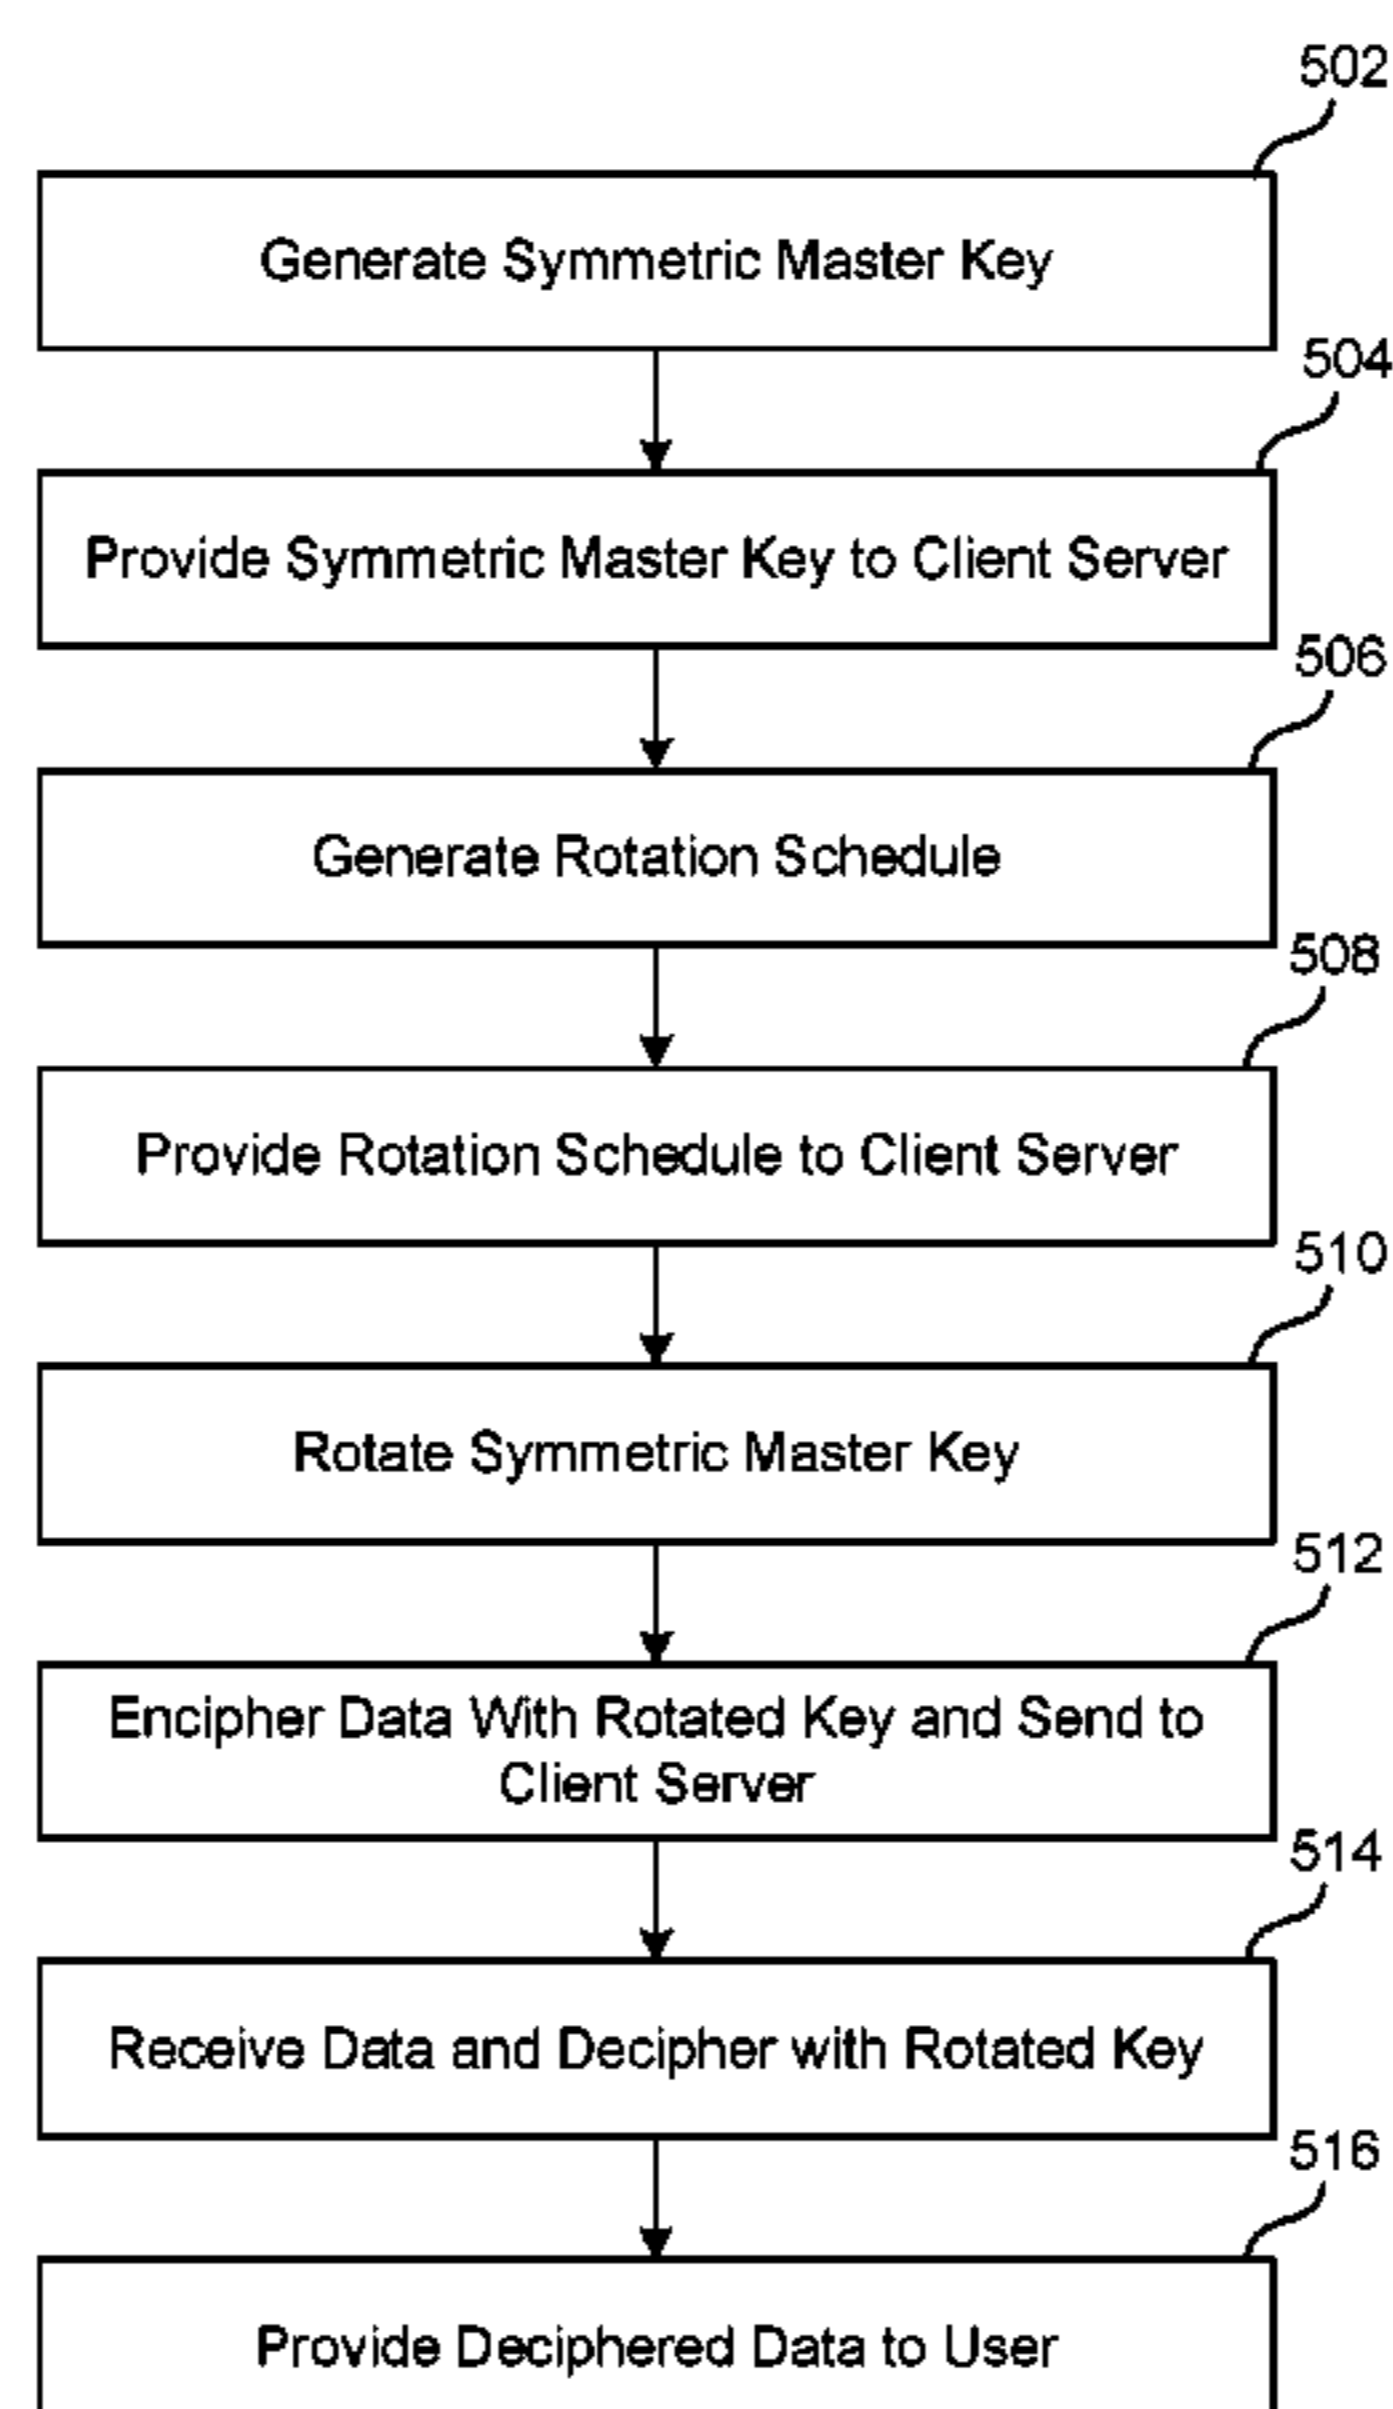 502
Generate Symmetric Master Key
504
Provide Symmetric Master Key to Client Server
506
Generate Rotation Schedule
508
Provide Rotation Schedule to Client Server
510
Rotate Symmetric Master Key
512
Encipher Data With Rotated Key and Send to
Client Server
514
Receive Data and Decipher with Rotated Key
516
Provide Deciphered Data to User